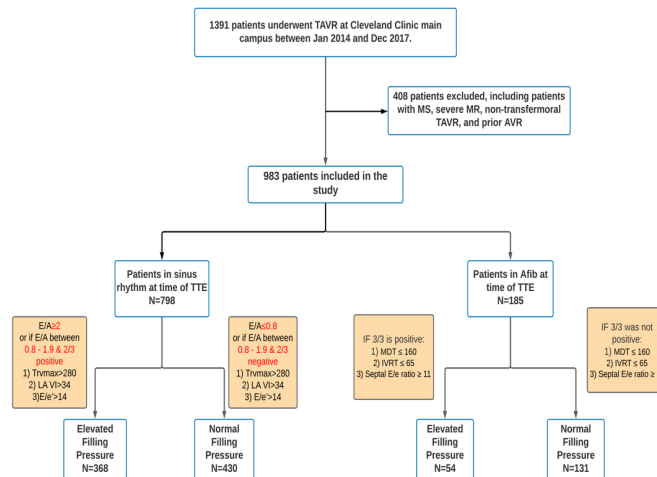 1391 patients underwent TAVR at Cleveland Clinic main
campus between Jan 2014 and Dec 2017.
408 patients excluded, including patients
with MS, severe MR, non-transfermoral
TAVR, and prior AVR
983 patients included in the
study
Patients in sinus
rhythm at time of TTE
N=798
Patients in Afib at
time of TTE
N=185
E/A≥2
or if E/A between
0.8 - 1.9 & 2/3
positive
1) Trvmax>280
2) LA VI>34
3)E/e'>14
E/A≤0.8
or if E/A between
0.8 - 1.9 & 2/3
negative
1) Trvmax>280
2) LA VI>34
3) E/e'>14
IF 3/3 is positive:
1) MDT ≤ 160
2) IVRT ≤ 65
3) Septal E/e ratio ≥ 11
IF 3/3 was not
positive:
1) MDT ≤ 160
2) IVRT ≤ 65
3) Septal E/e ratio ≥
Elevated
Filling
Pressure
N=368
Normal
Filling
Pressure
N=430
Elevated
Filling
Pressure
N=54
Normal
Filling
Pressure
N=131